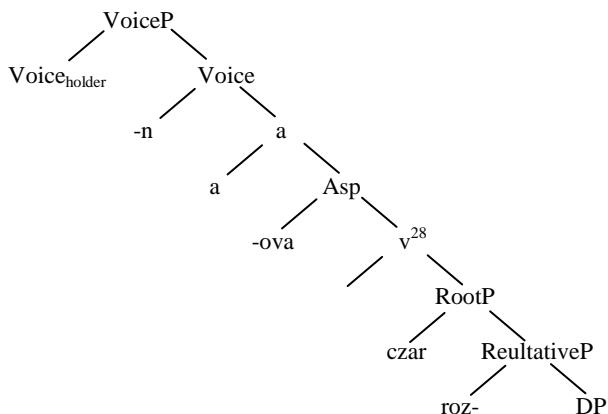 VoiceP
Voiceholder Voice
-n a
a Asp
-ova v28
RootP
czar ReultativeP
roz- DP